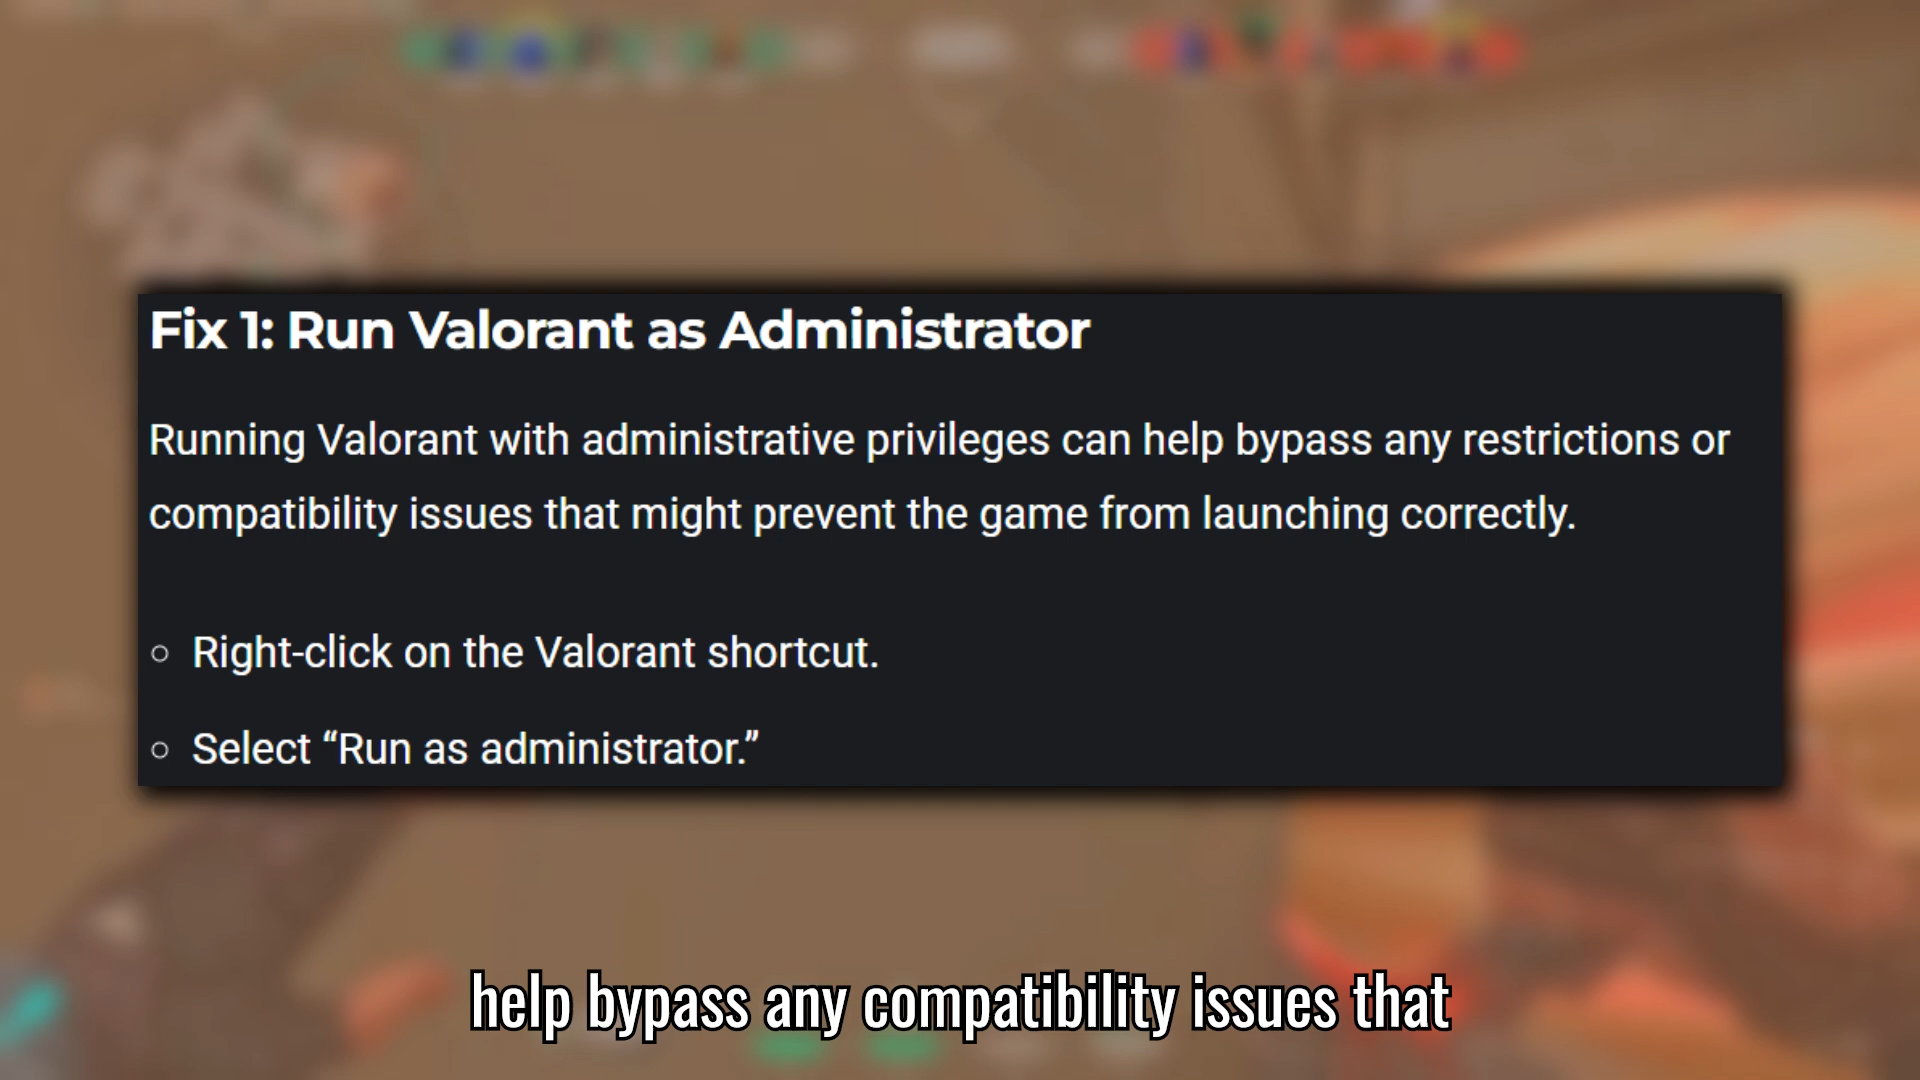 Fix 1: Run Valorant as Administrator
Running Valorant with administrative privileges can help bypass any restrictions or
compatibility issues that might prevent the game from launching correctly.
Right-click on the Valorant shortcut.
Select “Run as administrator.”
help bypass any compatibility issues that